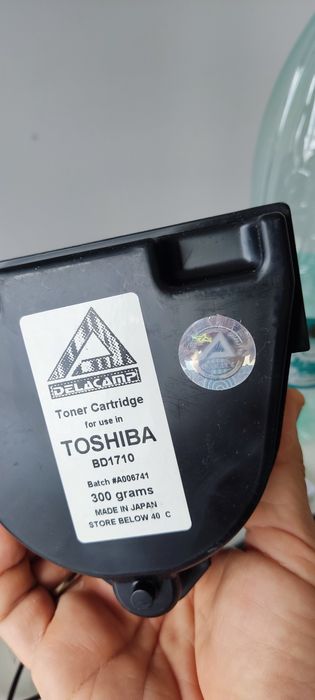 DELACAMP
Toner Cartridge
for use in
TOSHIBA
BD1710
Batch #A006741
300 grams
MADE IN JAPAN
STORE BELOW 40 C